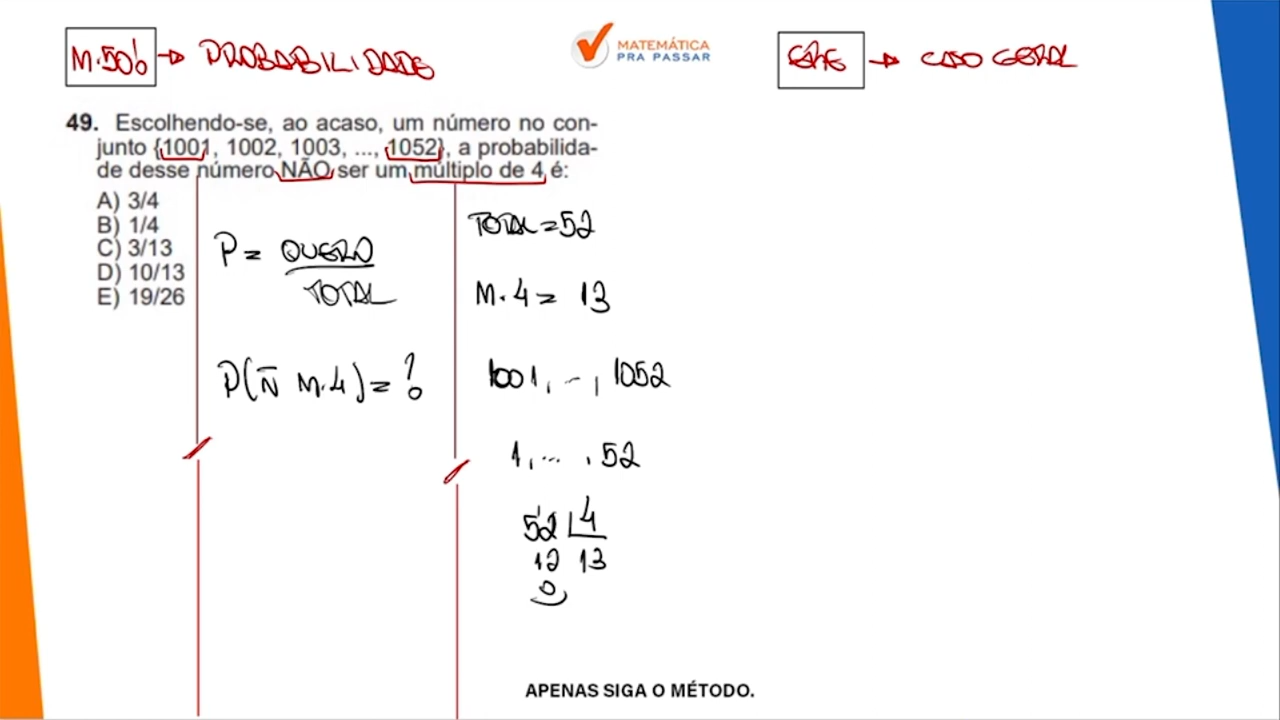 M.506 → PROBABILIDADE
MATEMÁTICA
PRA PASSAR
→ CASO GERAL
49. Escolhendo-se, ao acaso, um número no con-
junto {1001, 1002, 1003, ..., 1052}, a probabilida-
de desse número NÃO ser um múltiplo de 4 é:
A) 3/4
B) 1/4
C) 3/13
D) 10/13
E) 19/26
P = QUERO
TOTAL
P(Ñ M.4) = ?
TOTAL = 52
M.4 = 13
1001, ..., 1052
1, ... , 52
52 4
12 13
0
APENAS SIGA O MÉTODO.